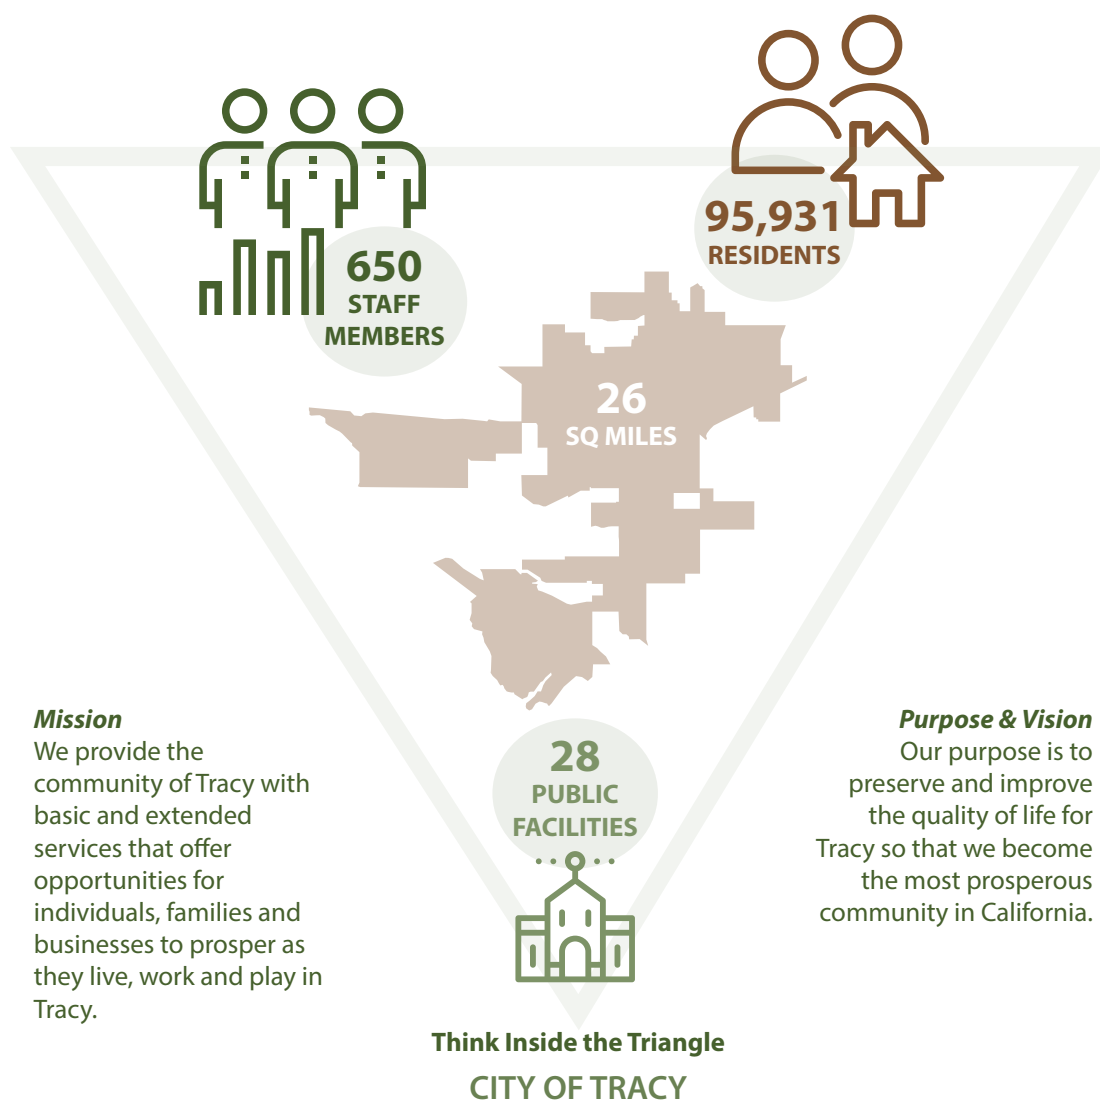 95,931
RESIDENTS
650
STAFF
MEMBERS
26
SQ MILES
Mission
We provide the
community of Tracy with
basic and extended
services that offer
opportunities for
individuals, families and
businesses to prosper as
they live, work and play in
Tracy.
28
PUBLIC
FACILITIES
Purpose & Vision
Our purpose is to
preserve and improve
the quality of life for
Tracy so that we become
the most prosperous
community in California.
Think Inside the Triangle
CITY OF TRACY